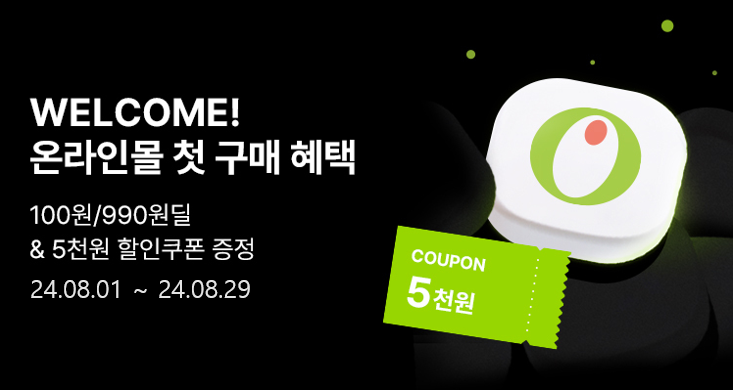 WELCOME!
온라인몰 첫 구매 혜택
100원/990원딜
& 5천원 할인쿠폰 증정
24.08.01 ~ 24.08.29
COUPON
5천원